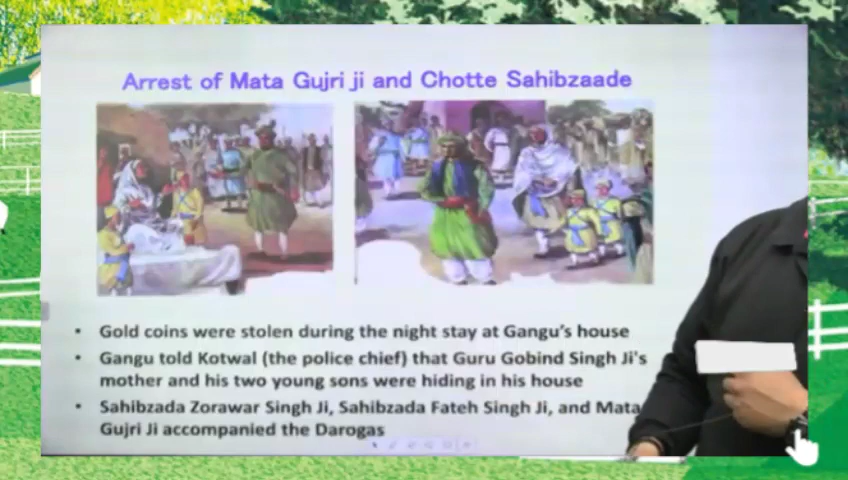 Arrest of Mata Gujri ji and Chotte Sahibzaade
• Gold coins were stolen during the night stay at Gangu's house
• Gangu told Kotwal (the police chief) that Guru Gobind Singh Ji's
mother and his two young sons were hiding in his house
• Sahibzada Zorawar Singh Ji, Sahibzada Fateh Singh Ji, and Mata
Gujri Ji accompanied the Darogas